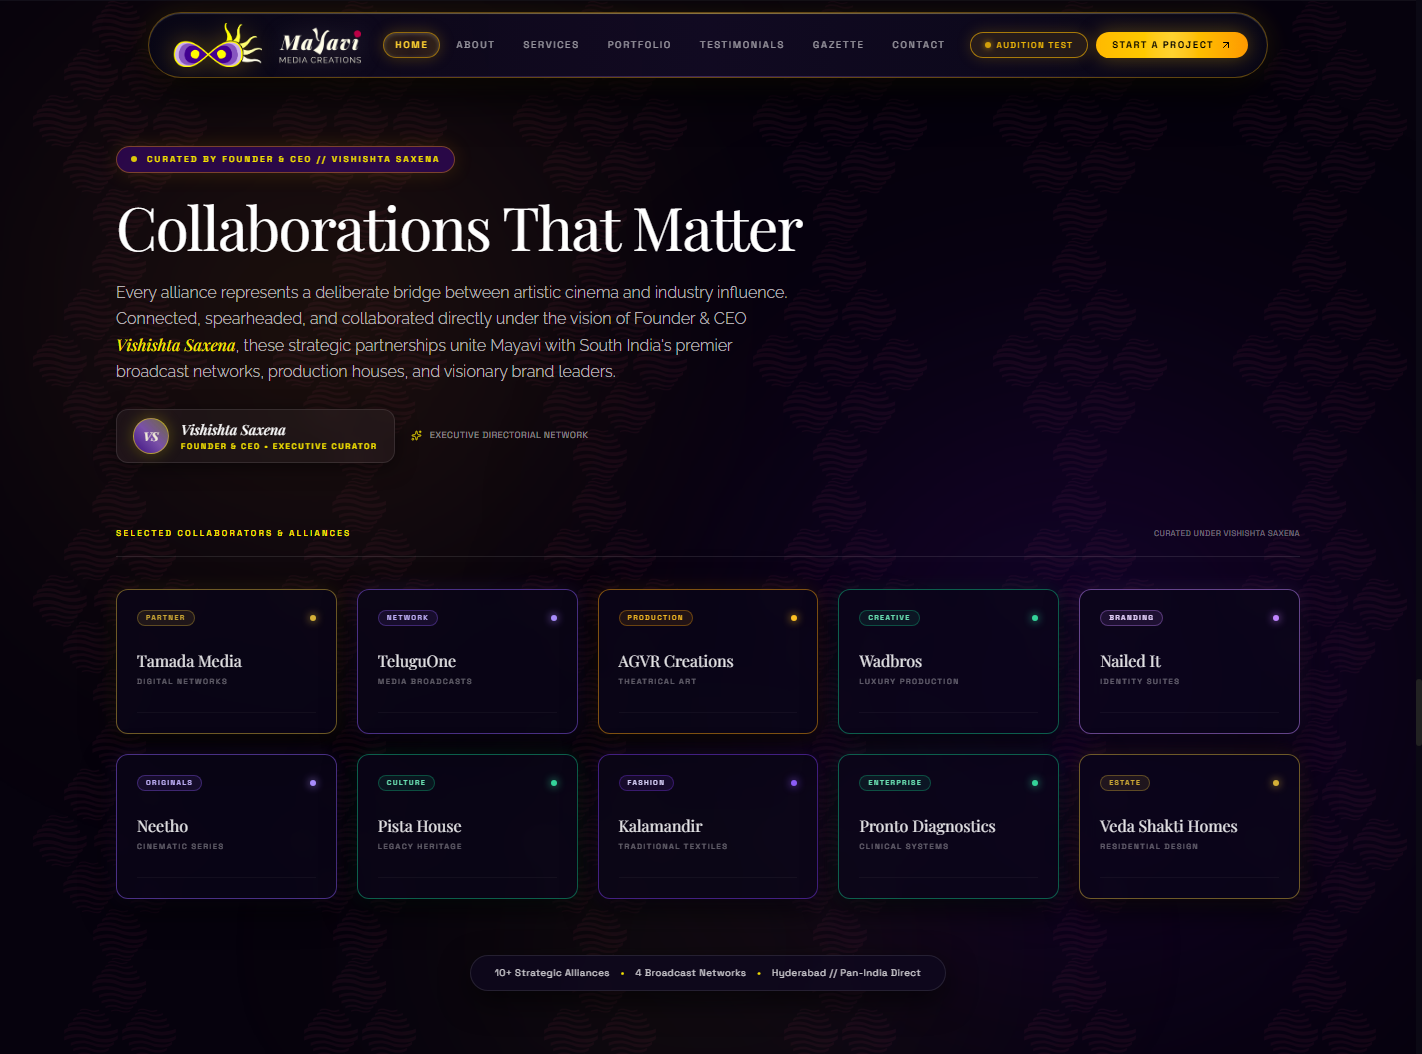 Mayavi
MEDIA CREATIONS
HOME ABOUT SERVICES PORTFOLIO TESTIMONIALS GAZETTE CONTACT AUDITION TEST START A PROJECT
CURATED BY FOUNDER & CEO // VISHISHTA SAXENA
Collaborations That Matter
Every alliance represents a deliberate bridge between artistic cinema and industry influence.
Connected, spearheaded, and collaborated directly under the vision of Founder & CEO
Vishishta Saxena, these strategic partnerships unite Mayavi with South India's premier
broadcast networks, production houses, and visionary brand leaders.
VS
Vishishta Saxena
FOUNDER & CEO • EXECUTIVE CURATOR
EXECUTIVE DIRECTORIAL NETWORK
SELECTED COLLABORATORS & ALLIANCES
CURATED UNDER VISHISHTA SAXENA
PARTNER
Tamada Media
DIGITAL NETWORKS
NETWORK
TeluguOne
MEDIA BROADCASTS
PRODUCTION
AGVR Creations
THEATRICAL ART
CREATIVE
Wadbros
LUXURY PRODUCTION
BRANDING
Nailed It
IDENTITY SUITES
ORIGINALS
Neetho
CINEMATIC SERIES
CULTURE
Pista House
LEGACY HERITAGE
FASHION
Kalamandir
TRADITIONAL TEXTILES
ENTERPRISE
Pronto Diagnostics
CLINICAL SYSTEMS
ESTATE
Veda Shakti Homes
RESIDENTIAL DESIGN
10+ Strategic Alliances • 4 Broadcast Networks • Hyderabad // Pan-India Direct